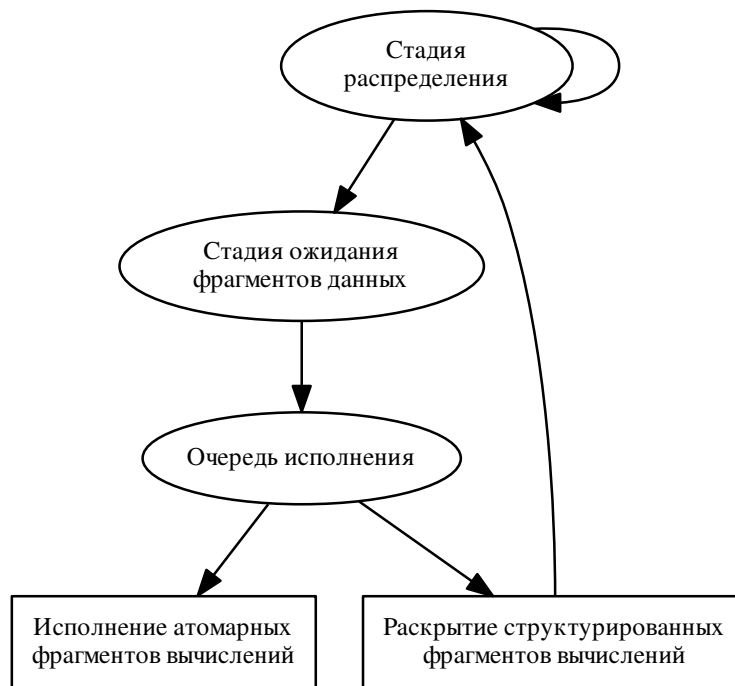 Стадия
распределения
Стадия ожидания
фрагментов данных
Очередь исполнения
Исполнение атомарных
фрагментов вычислений
Раскрытие структурированных
фрагментов вычислений